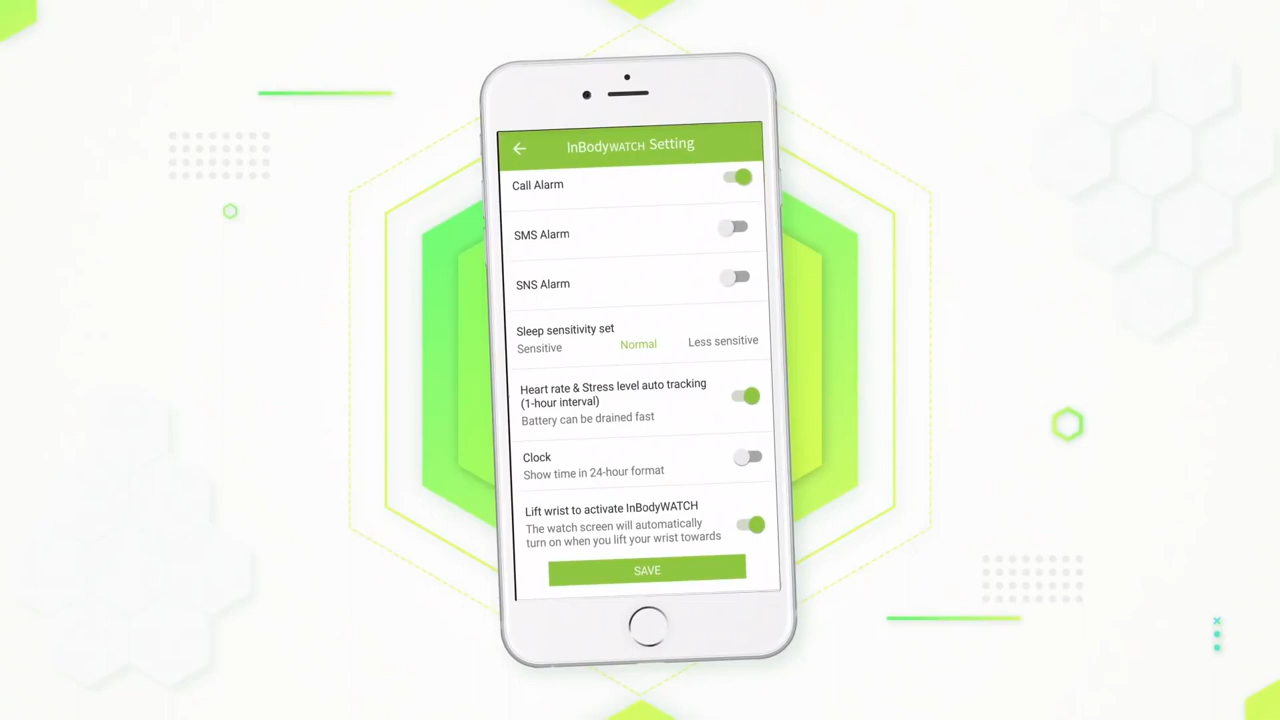 InBodyWATCH Setting
Call Alarm
SMS Alarm
SNS Alarm
Sleep sensitivity set
Sensitive Normal Less sensitive
Heart rate & Stress level auto tracking
(1-hour interval)
Battery can be drained fast
Clock
Show time in 24-hour format
Lift wrist to activate InBodyWATCH
The watch screen will automatically
turn on when you lift your wrist towards
SAVE